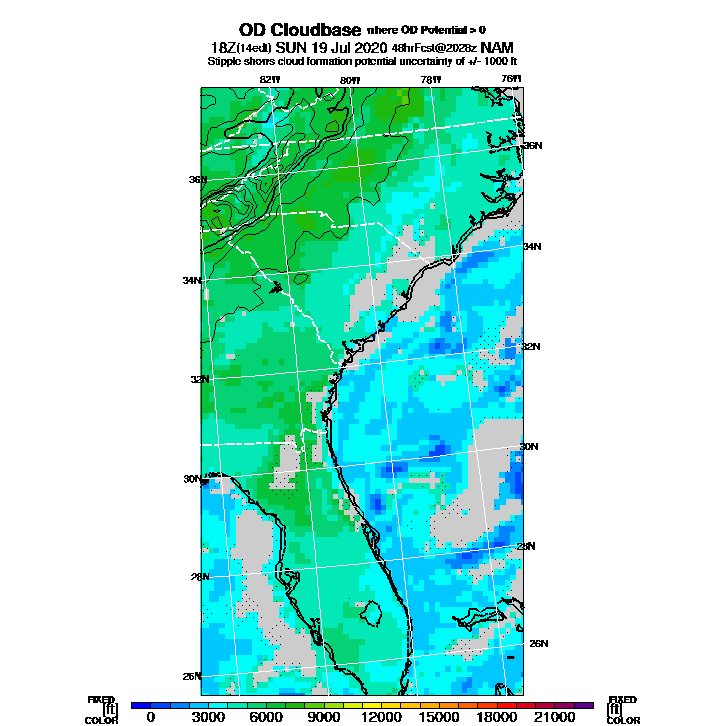 OD Cloudbase where OD Potential > 0
18Z(14edt) SUN 19 Jul 2020 48hrFcst@2028z NAM
Stipple shows cloud formation potential uncertainty of +/- 1000 ft
82W 80W 78W 76W
36N
36N
34N
34N
32N
32N
30N
30N
28N
28N
26N
26N
FIXED [ft] COLOR
0 3000 6000 9000 12000 15000 18000 21000
FIXED [ft] COLOR